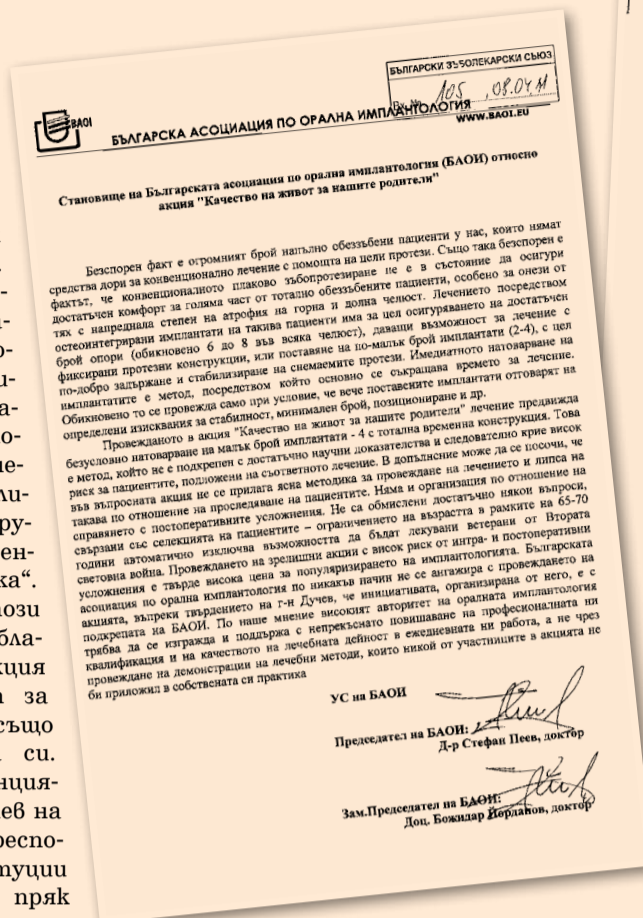 БЪЛГАРСКИ ЗЪБОЛЕКАРСКИ СЪЮЗ
Вх. № 105, 08.04.11
БАОИ
БЪЛГАРСКА АСОЦИАЦИЯ ПО ОРАЛНА ИМПЛАНТОЛОГИЯ
WWW.BAOI.EU
Становище на Българската асоциация по орална имплантология (БАОИ) относно
акция "Качество на живот за нашите родители"
Безспорен факт е огромният брой напълно обеззъбени пациенти у нас, които нямат
средства дори за конвенционално лечение с помощта на цели протези. Също така безспорен е
фактът, че конвенционалното плаково зъбопротезиране не е в състояние да осигури
достатъчен комфорт за голяма част от тотално обеззъбените пациенти, особено за онези от
тях с напреднала степен на атрофия на горна и долна челюст. Лечението посредством
остеоинтегрирани импланти на такива пациенти има за цел осигуряването на достатъчен
брой опори (обикновено 6 до 8 във всяка челюст), даващи възможност за лечение с
фиксирани протезни конструкции, или поставяне на по-малък брой импланти (2-4), с цел
по-добро задържане и стабилизиране на снемаемите протези. Имедиатното натоварване на
имплантатите е метод, посредством който основно се съкращава времето за лечение.
Обикновено то се провежда само при условие, че вече поставените имплантати отговарят на
определени изисквания за стабилност, минимален брой, позициониране и др.
Провежданото в акция "Качество на живот за нашите родители" лечение предвижда
безусловно натоварване на малък брой имплантати - 4 с тотална временна конструкция. Това
е метод, който не е подкрепен с достатъчно научни доказателства и следователно крие висок
риск за пациентите, подложени на съответното лечение. В допълнение може да се посочи, че
във въпросната акция не се прилага ясна методика за провеждане на лечението и липса на
такава по отношение на проследяване на пациентите. Няма и организация по отношение на
справянето с постоперативните усложнения. Не са обмислени достатъчно някои въпроси,
свързани със селекцията на пациентите – ограничението на възрастта в рамките на 65-70
години автоматично изключва възможността да бъдат лекувани ветерани от Втората
световна война. Провеждането на зрелищни акции с висок риск от интра- и постоперативни
усложнения е твърде висока цена за популяризирането на имплантологията. Българската
асоциация по орална имплантология по никакъв начин не се ангажира с провеждането на
акцията, въпреки твърдението на г-н Дучев, че инициативата, организирана от него, е с
подкрепата на БАОИ. По наше мнение високият авторитет на оралната имплантология
трябва да се изгражда и поддържа с непрекъснато повишаване на професионалната ни
квалификация и на качеството на лечебната дейност в ежедневната ни работа, а не чрез
провеждане на демонстрации на лечебни методи, които никой от участниците в акцията не
би приложил в собствената си практика
УС на БАОИ
Председател на БАОИ:
Д-р Стефан Пеев, доктор
Зам.Председател на БАОИ:
Доц. Божидар Йорданов, доктор
ка“.
този
бла-
кция
за
също
си.
нция-
ев на
респо-
туции
пряк